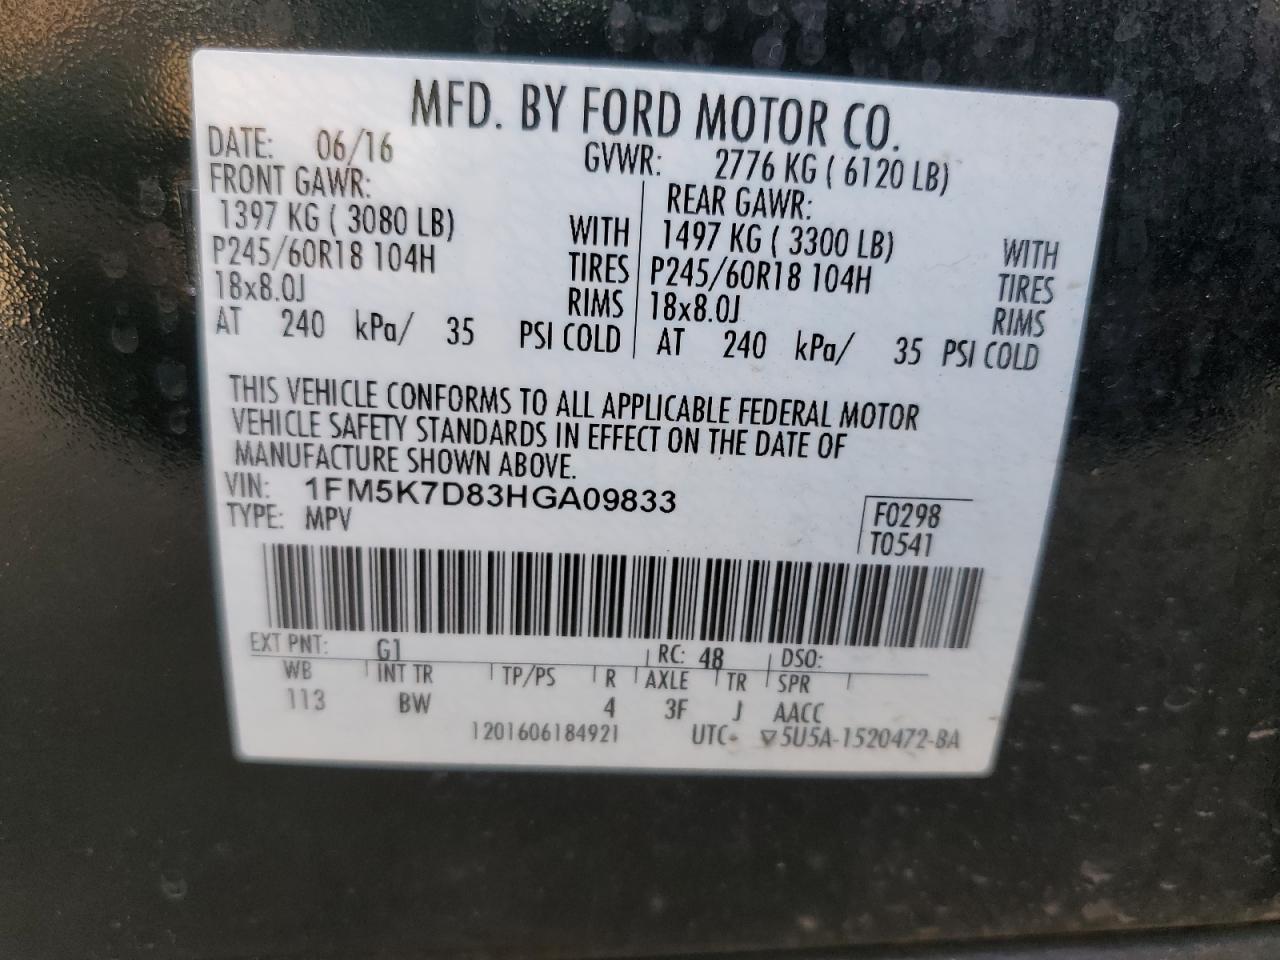 MFD. BY FORD MOTOR CO.
DATE: 06/16 GVWR: 2776 KG ( 6120 LB)
FRONT GAWR: REAR GAWR:
1397 KG ( 3080 LB) WITH 1497 KG ( 3300 LB) WITH
P245/60R18 104H TIRES P245/60R18 104H TIRES
18x8.0J RIMS 18x8.0J RIMS
AT 240 kPa/ 35 PSI COLD AT 240 kPa/ 35 PSI COLD
THIS VEHICLE CONFORMS TO ALL APPLICABLE FEDERAL MOTOR
VEHICLE SAFETY STANDARDS IN EFFECT ON THE DATE OF
MANUFACTURE SHOWN ABOVE.
VIN: 1FM5K7D83HGA09833
TYPE: MPV
F0298
T0541
EXT PNT: G1 RC: 48 DSO:
WB INT TR TP/PS R AXLE TR SPR
113 BW 4 3F J AACC
1201606184921 UTC- ▽5U5A-1520472-BA